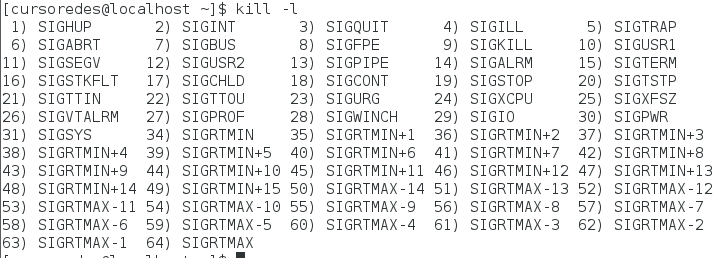 [cursoredes@localhost ~]$ kill -l
1) SIGHUP 2) SIGINT 3) SIGQUIT 4) SIGILL 5) SIGTRAP
6) SIGABRT 7) SIGBUS 8) SIGFPE 9) SIGKILL 10) SIGUSR1
11) SIGSEGV 12) SIGUSR2 13) SIGPIPE 14) SIGALRM 15) SIGTERM
16) SIGSTKFLT 17) SIGCHLD 18) SIGCONT 19) SIGSTOP 20) SIGTSTP
21) SIGTTIN 22) SIGTTOU 23) SIGURG 24) SIGXCPU 25) SIGXFSZ
26) SIGVTALRM 27) SIGPROF 28) SIGWINCH 29) SIGIO 30) SIGPWR
31) SIGSYS 34) SIGRTMIN 35) SIGRTMIN+1 36) SIGRTMIN+2 37) SIGRTMIN+3
38) SIGRTMIN+4 39) SIGRTMIN+5 40) SIGRTMIN+6 41) SIGRTMIN+7 42) SIGRTMIN+8
43) SIGRTMIN+9 44) SIGRTMIN+10 45) SIGRTMIN+11 46) SIGRTMIN+12 47) SIGRTMIN+13
48) SIGRTMIN+14 49) SIGRTMIN+15 50) SIGRTMAX-14 51) SIGRTMAX-13 52) SIGRTMAX-12
53) SIGRTMAX-11 54) SIGRTMAX-10 55) SIGRTMAX-9 56) SIGRTMAX-8 57) SIGRTMAX-7
58) SIGRTMAX-6 59) SIGRTMAX-5 60) SIGRTMAX-4 61) SIGRTMAX-3 62) SIGRTMAX-2
63) SIGRTMAX-1 64) SIGRTMAX
[cursoredes@localhost ~]$